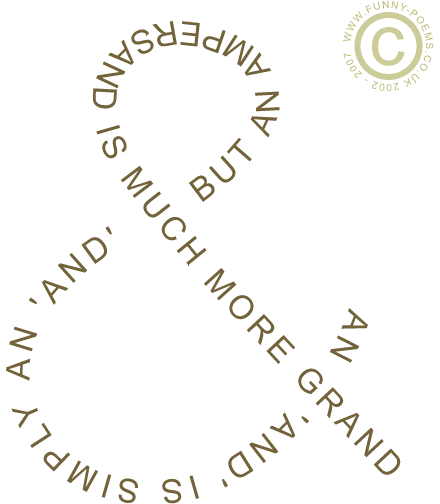 AN 'AND' IS SIMPLY AN 'AND'
BUT AN AMPERSAND IS MUCH MORE GRAND
© WWW.FUNNY-POEMS.CO.UK 2002 - 2007